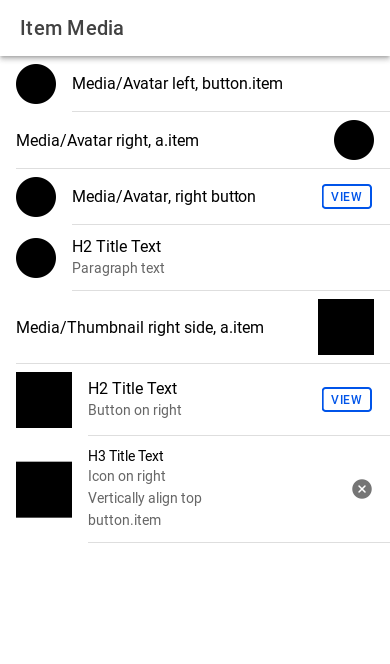 Item Media
Media/Avatar left, button.item
Media/Avatar right, a.item
Media/Avatar, right button
VIEW
H2 Title Text
Paragraph text
Media/Thumbnail right side, a.item
H2 Title Text
Button on right
VIEW
H3 Title Text
Icon on right
Vertically align top
button.item